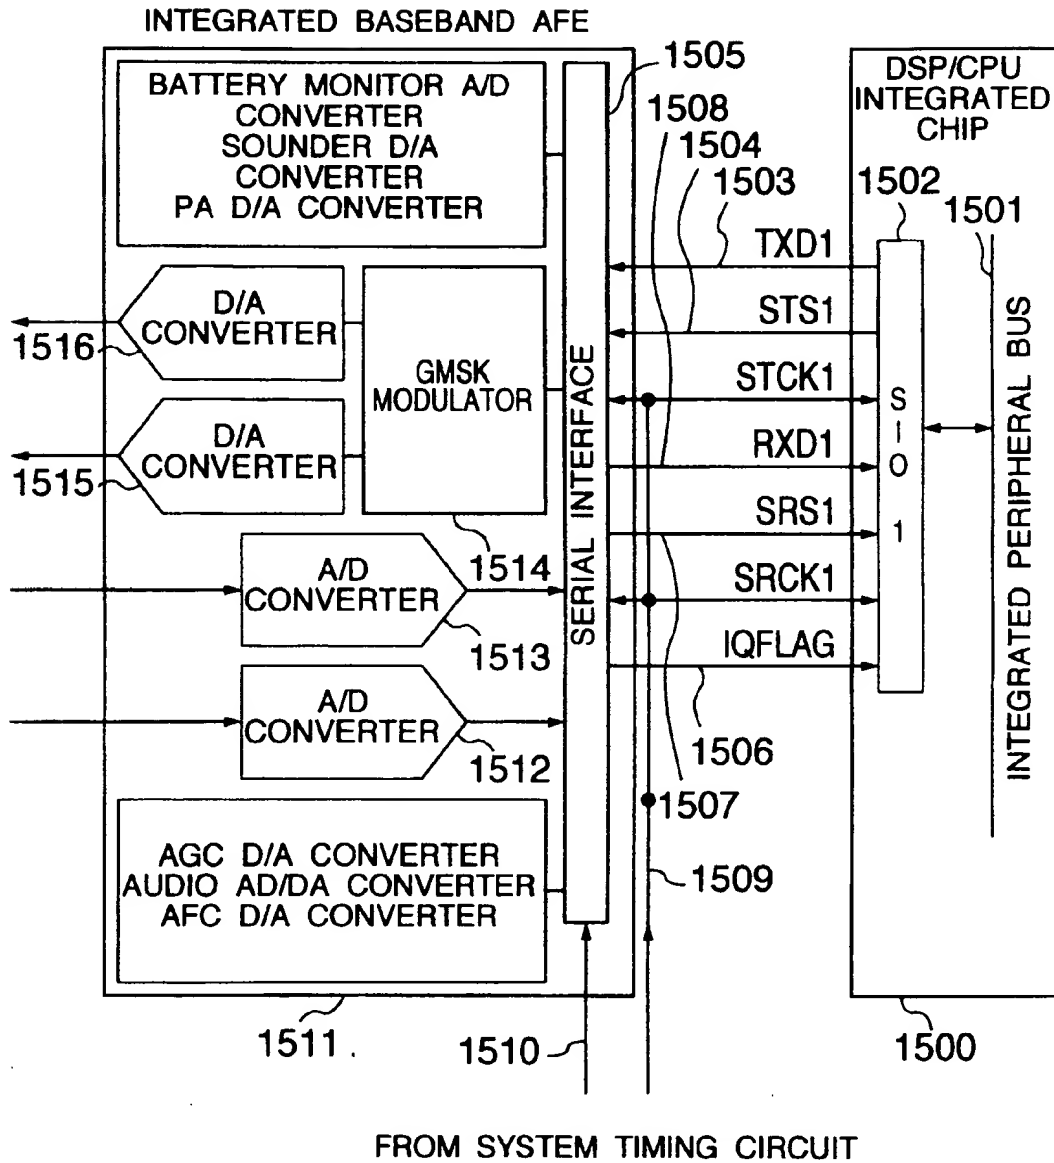 INTEGRATED BASEBAND AFE
BATTERY MONITOR A/D
CONVERTER
SOUNDER D/A
CONVERTER
PA D/A CONVERTER
D/A
CONVERTER
1516
D/A
CONVERTER
1515
GMSK
MODULATOR
1514
A/D
CONVERTER
1513
A/D
CONVERTER
1512
AGC D/A CONVERTER
AUDIO AD/DA CONVERTER
AFC D/A CONVERTER
1511
SERIAL INTERFACE
1505
1508
1504
1503
TXD1
STS1
STCK1
RXD1
SRS1
SRCK1
IQFLAG
1506
1507
1509
1510
DSP/CPU
INTEGRATED
CHIP
1502
1501
SIO 1
INTEGRATED PERIPHERAL BUS
1500
FROM SYSTEM TIMING CIRCUIT